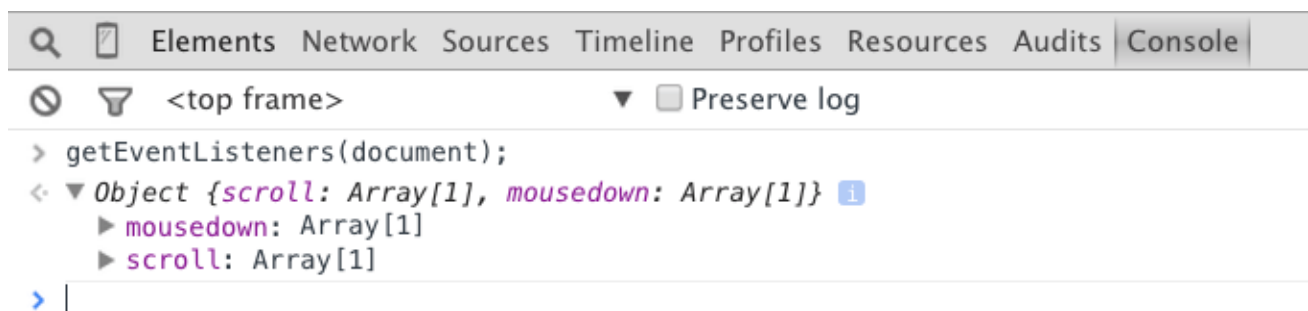 Elements Network Sources Timeline Profiles Resources Audits Console
<top frame> ▼ Preserve log
> getEventListeners(document);
<· ▼ Object {scroll: Array[1], mousedown: Array[1]} i
▶ mousedown: Array[1]
▶ scroll: Array[1]
>